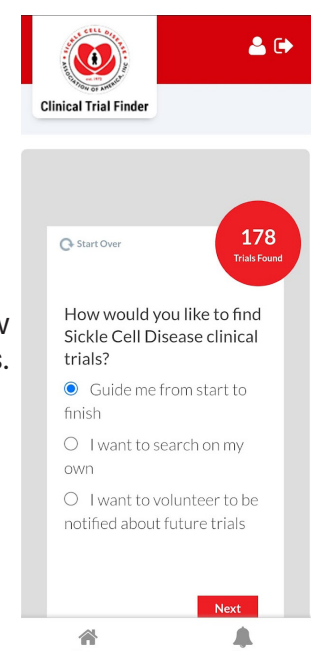 SICKLE CELL DISEASE
ASSOCIATION OF AMERICA, INC
est. 1972
Clinical Trial Finder
Start Over
178
Trials Found
How would you like to find
Sickle Cell Disease clinical
trials?
Guide me from start to
finish
I want to search on my
own
I want to volunteer to be
notified about future trials
Next